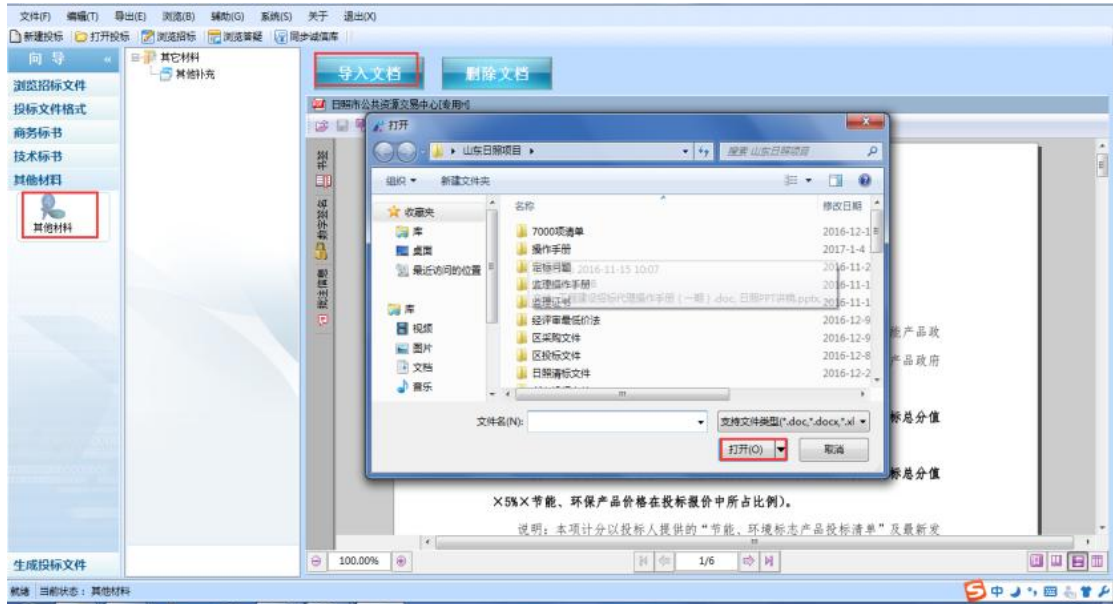 文件(F) 编辑(T) 导出(E) 浏览(B) 辅助(G) 系统(S) 关于 退出(X)
新建投标 打开投标 浏览招标 浏览答疑 同步诚信库
向 导 «
浏览招标文件
投标文件格式
商务标书
技术标书
其他材料
其他材料
生成投标文件
其它材料
其他补充
导入文档 删除文档
日照市公共资源交易中心[专用]
书签
数字签名
打开
山东日照项目
搜索 山东日照项目
组织 新建文件夹
收藏夹
库
桌面
最近访问的位置
库
视频
图片
文档
音乐
名称 修改日期
7000项清单 2016-12-1
操作手册 2017-1-4
定标问题 2016-11-2
2016-11-15 10:07
监理操作手册 2016-11-1
监理证书 2016-11-1
经评审最低价法 2016-12-9
区采购文件 2016-12-9
区投标文件 2016-12-8
日照清标文件 2016-12-2
文件名(N): 支持文件类型(*.doc,*.docx,*.xl
打开(O) 取消
能产品政
产品政府
标总分值
标总分值
×5%×节能、环保产品价格在投标报价中所占比例)。
说明：本项计分以投标人提供的“节能、环境标志产品投标清单”及最新发
100.00% 1/6
就绪 当前状态：其他材料
中